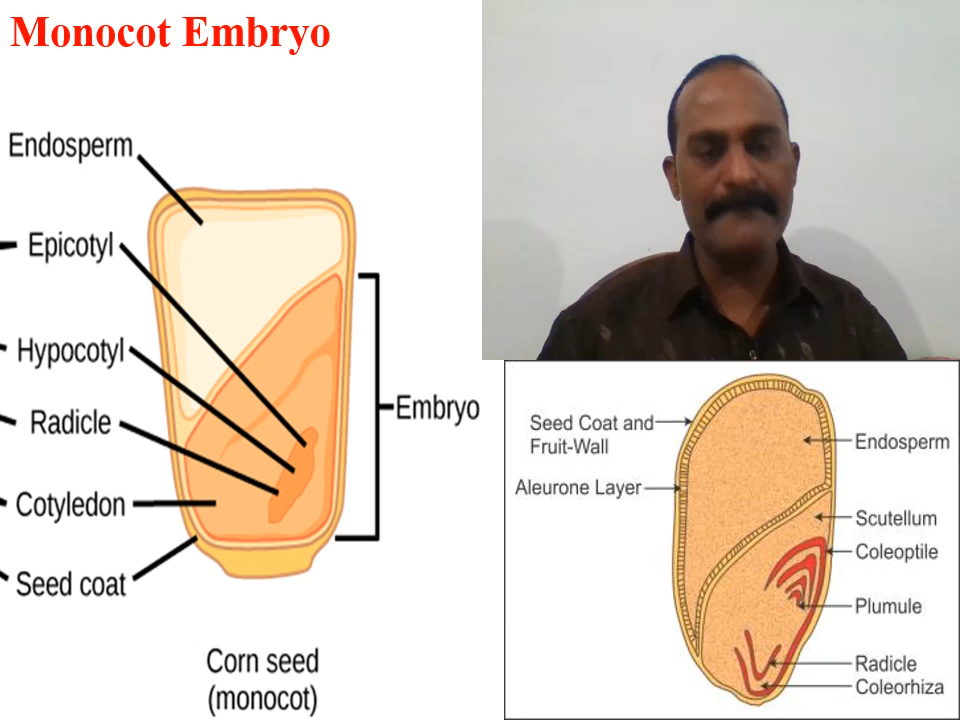 Monocot Embryo
Endosperm
Epicotyl
Hypocotyl
Radicle
Cotyledon
Seed coat
Embryo
Corn seed
(monocot)
Seed Coat and
Fruit-Wall
Aleurone Layer
Endosperm
Scutellum
Coleoptile
Plumule
Radicle
Coleorhiza